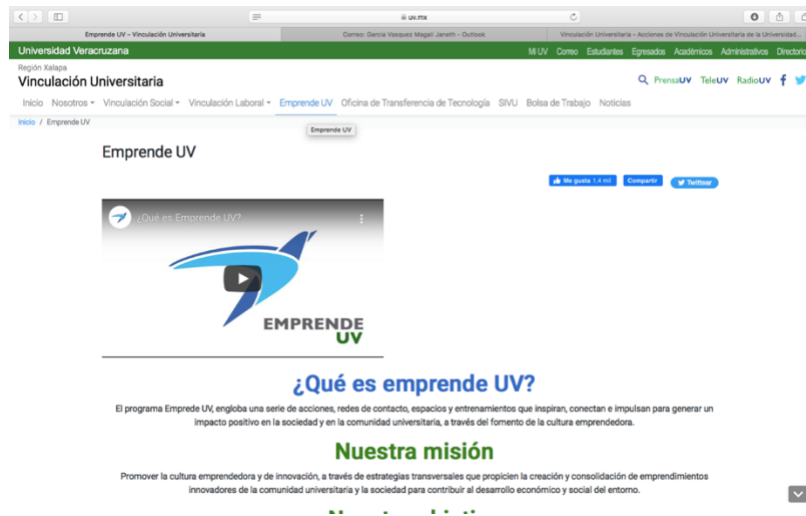 uv.mx
Emprende UV – Vinculación Universitaria
Correo: García Vasquez Magali Janeth – Outlook
Vinculación Universitaria – Acciones de Vinculación Universitaria de la Universidad...
Universidad Veracruzana
MiUV Correo Estudiantes Egresados Académicos Administrativos Directorio
Región Xalapa
Vinculación Universitaria
PrensaUV TeleUV RadioUV
Inicio Nosotros Vinculación Social Vinculación Laboral Emprende UV Oficina de Transferencia de Tecnología SIVU Bolsa de Trabajo Noticias
Inicio / Emprende UV
Emprende UV
Emprende UV
Me gusta 1,4 mil Compartir Twittear
¿Qué es Emprende UV?
EMPRENDE
UV
¿Qué es emprende UV?
El programa Emprede UV, engloba una serie de acciones, redes de contacto, espacios y entrenamientos que inspiran, conectan e impulsan para generar un
impacto positivo en la sociedad y en la comunidad universitaria, a través del fomento de la cultura emprendedora.
Nuestra misión
Promover la cultura emprendedora y de innovación, a través de estrategias transversales que propicien la creación y consolidación de emprendimientos
innovadores de la comunidad universitaria y la sociedad para contribuir al desarrollo económico y social del entorno.